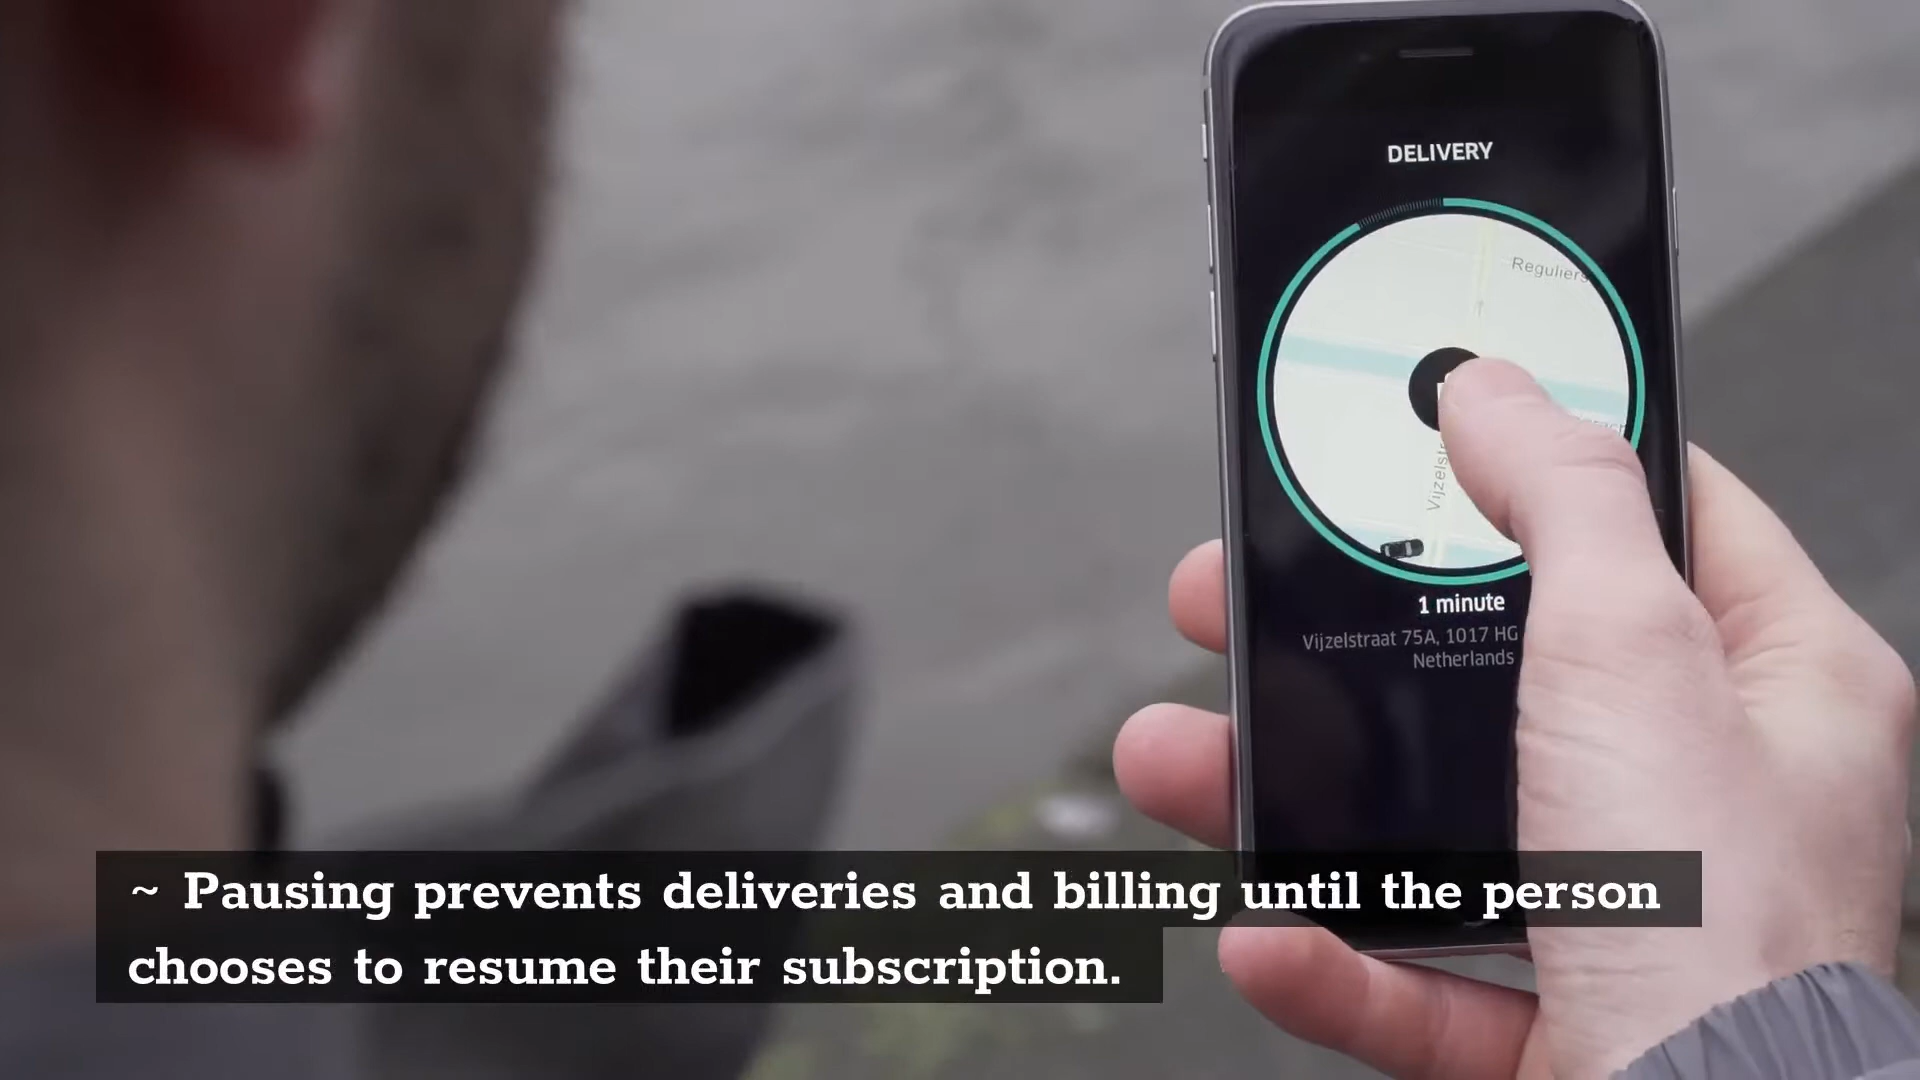 DELIVERY
Reguliers
1 minute
Vijzelstraat 75A, 1017 HG
Netherlands
~ Pausing prevents deliveries and billing until the person
chooses to resume their subscription.